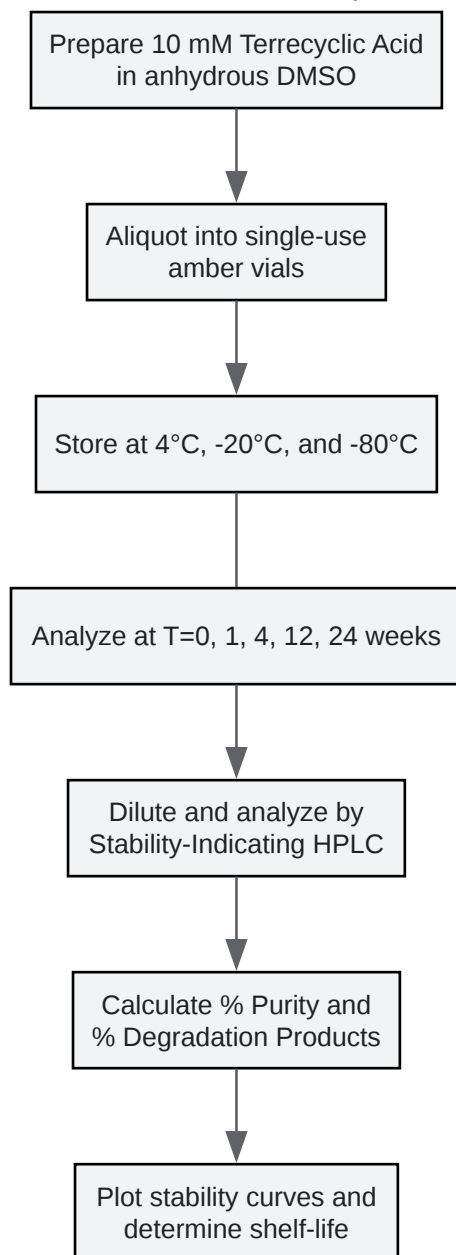 Prepare 10 mM Terrecyclic Acid
in anhydrous DMSO
Aliquot into single-use
amber vials
Store at 4°C, -20°C, and -80°C
Analyze at T=0, 1, 4, 12, 24 weeks
Dilute and analyze by
Stability-Indicating HPLC
Calculate % Purity and
% Degradation Products
Plot stability curves and
determine shelf-life